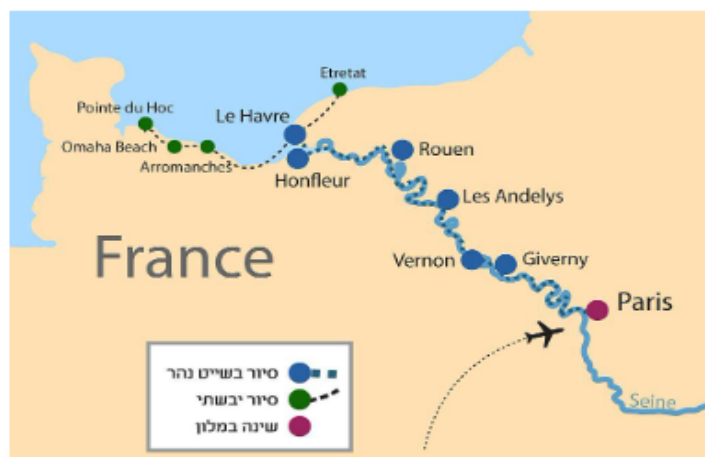 Etretat
Pointe du Hoc
Le Havre
Omaha Beach
Arromanches
Rouen
Honfleur
Les Andelys
France
Vernon
Giverny
Paris
סיור בשייט נהר
סיור יבשתי
שינה במלון
Seine